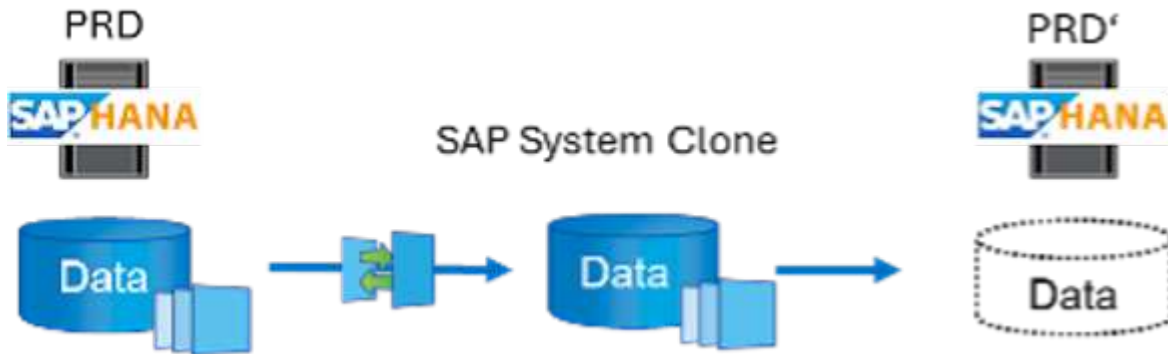 PRD
PRD‘
SAP HANA
SAP HANA
SAP System Clone
Data
Data
Data